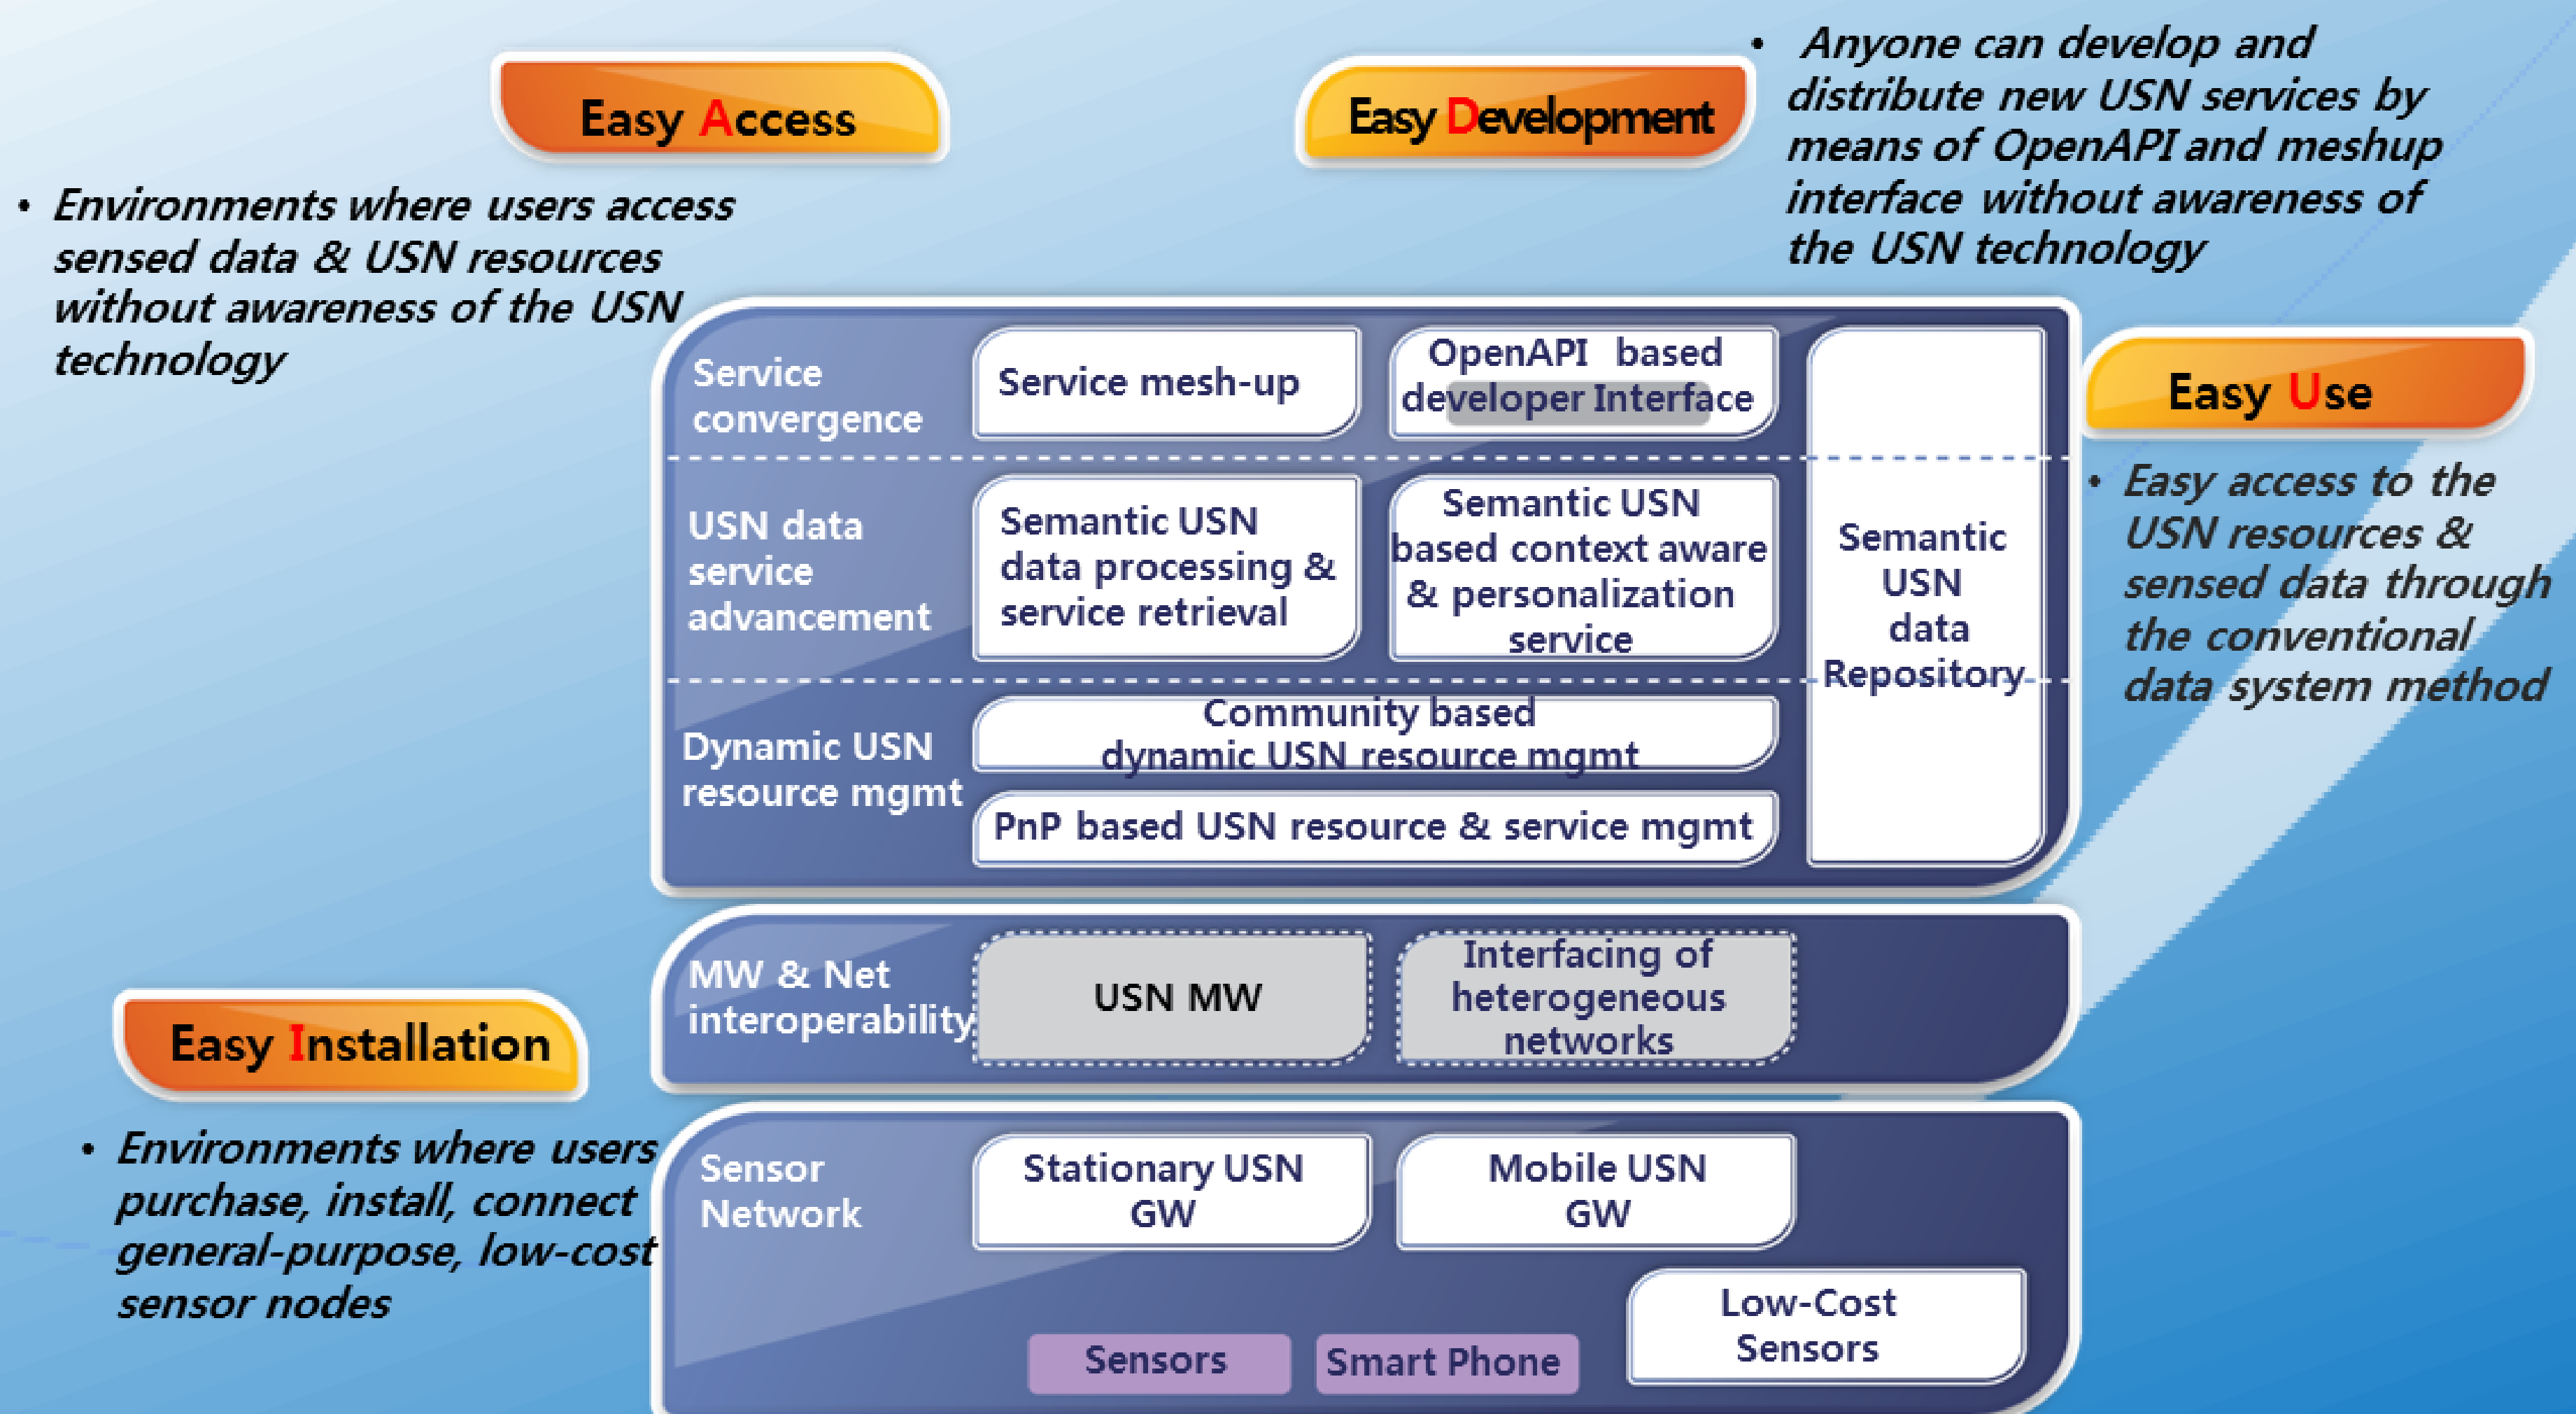 Easy Access
• Environments where users access
sensed data & USN resources
without awareness of the USN
technology
Easy Development
• Anyone can develop and
distribute new USN services by
means of OpenAPI and meshup
interface without awareness of
the USN technology
Easy Use
• Easy access to the
USN resources &
sensed data through
the conventional
data system method
Service
convergence
Service mesh-up
OpenAPI based
developer Interface
USN data
service
advancement
Semantic USN
data processing &
service retrieval
Semantic USN
based context aware
& personalization
service
Semantic
USN
data
Repository
Dynamic USN
resource mgmt
Community based
dynamic USN resource mgmt
PnP based USN resource & service mgmt
MW & Net
interoperability
USN MW
Interfacing of
heterogeneous
networks
Easy Installation
• Environments where users
purchase, install, connect
general-purpose, low-cost
sensor nodes
Sensor
Network
Stationary USN
GW
Mobile USN
GW
Low-Cost
Sensors
Sensors
Smart Phone